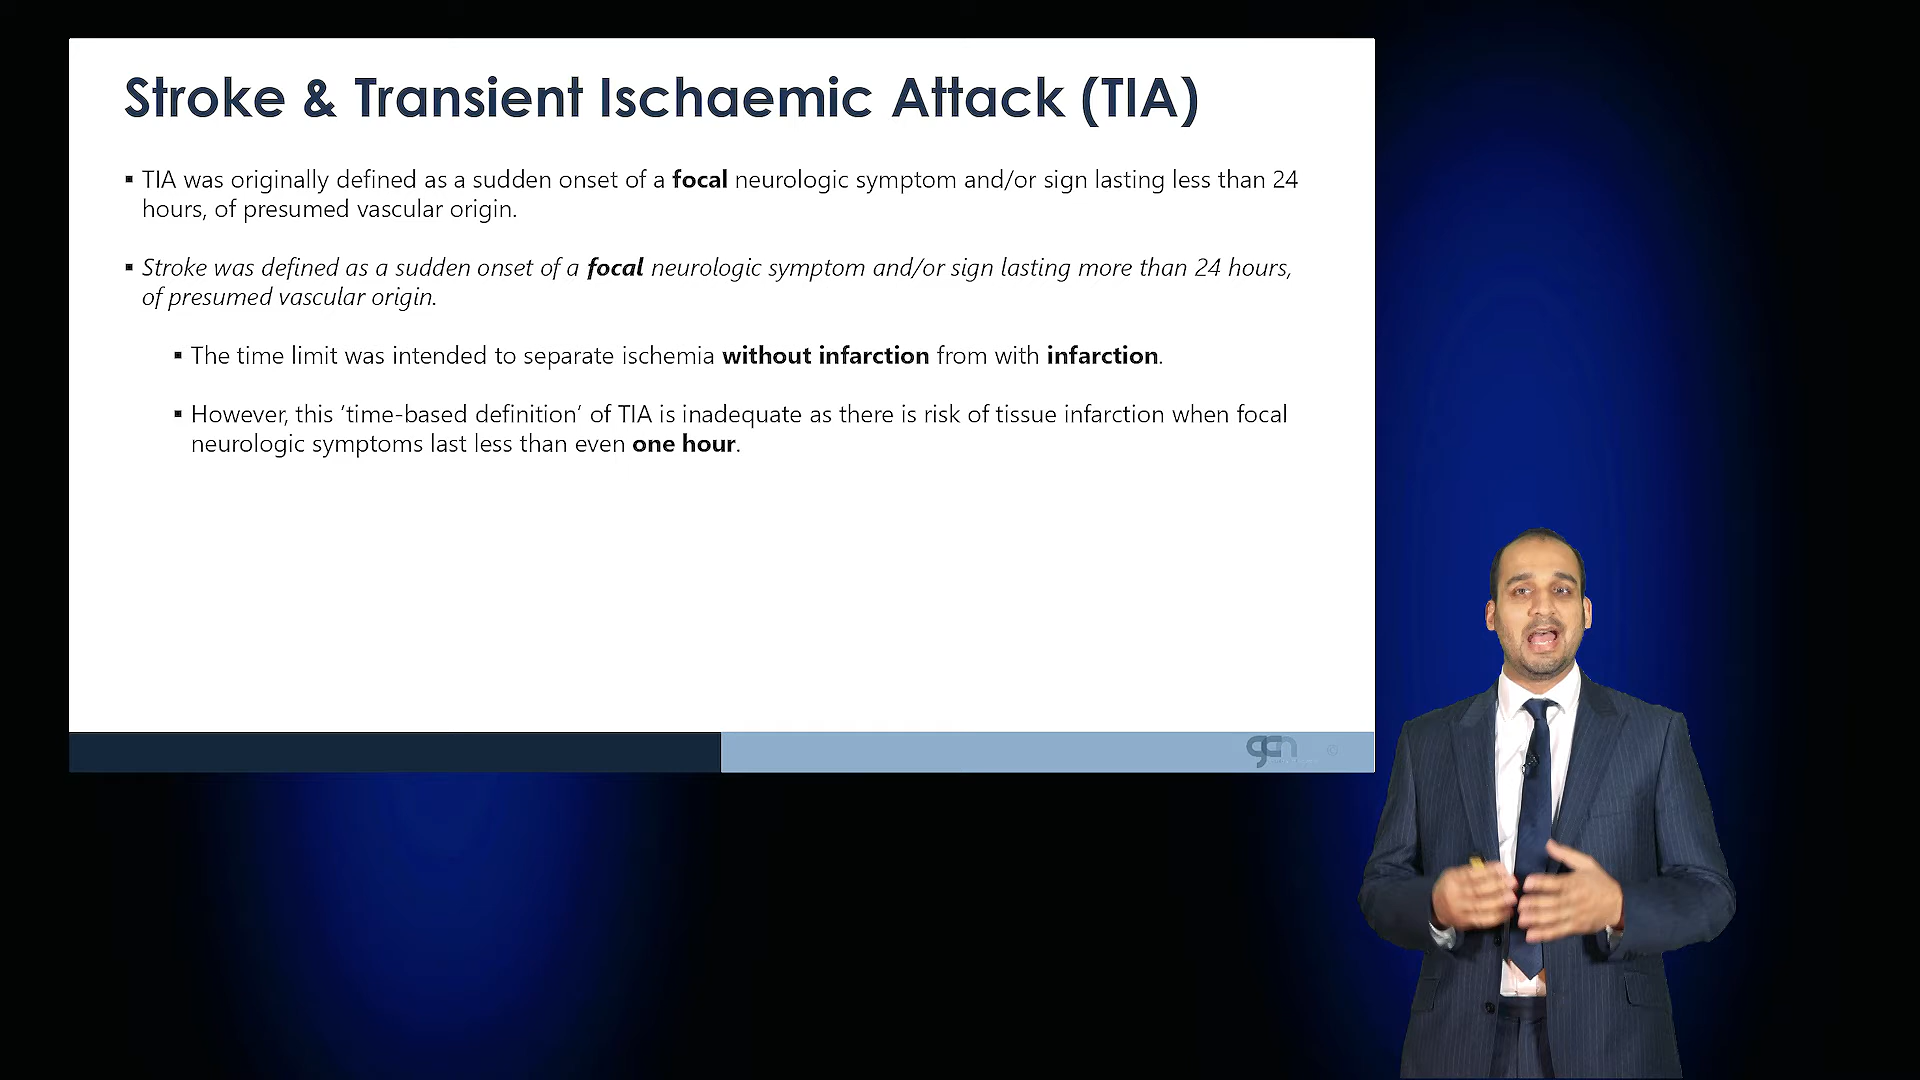 Stroke & Transient Ischaemic Attack (TIA)
▪ TIA was originally defined as a sudden onset of a focal neurologic symptom and/or sign lasting less than 24
hours, of presumed vascular origin.
▪ Stroke was defined as a sudden onset of a focal neurologic symptom and/or sign lasting more than 24 hours,
of presumed vascular origin.
▪ The time limit was intended to separate ischemia without infarction from with infarction.
▪ However, this ‘time-based definition’ of TIA is inadequate as there is risk of tissue infarction when focal
neurologic symptoms last less than even one hour.
gcn ©